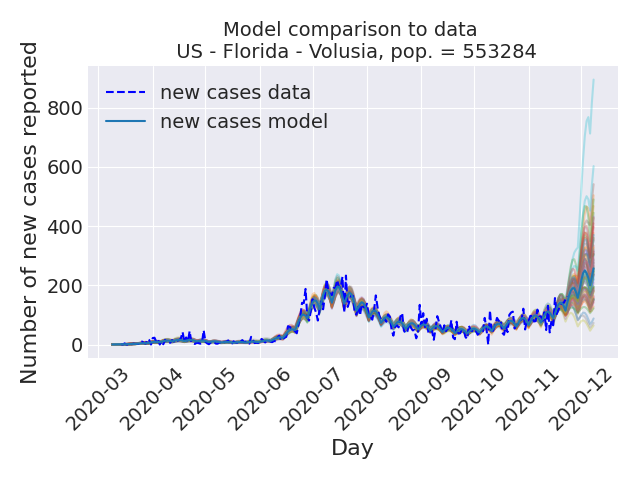 Model comparison to data
US - Florida - Volusia, pop. = 553284
Number of new cases reported
800
600
400
200
0
new cases data
new cases model
2020-03
2020-04
2020-05
2020-06
2020-07
2020-08
2020-09
2020-10
2020-11
2020-12
Day